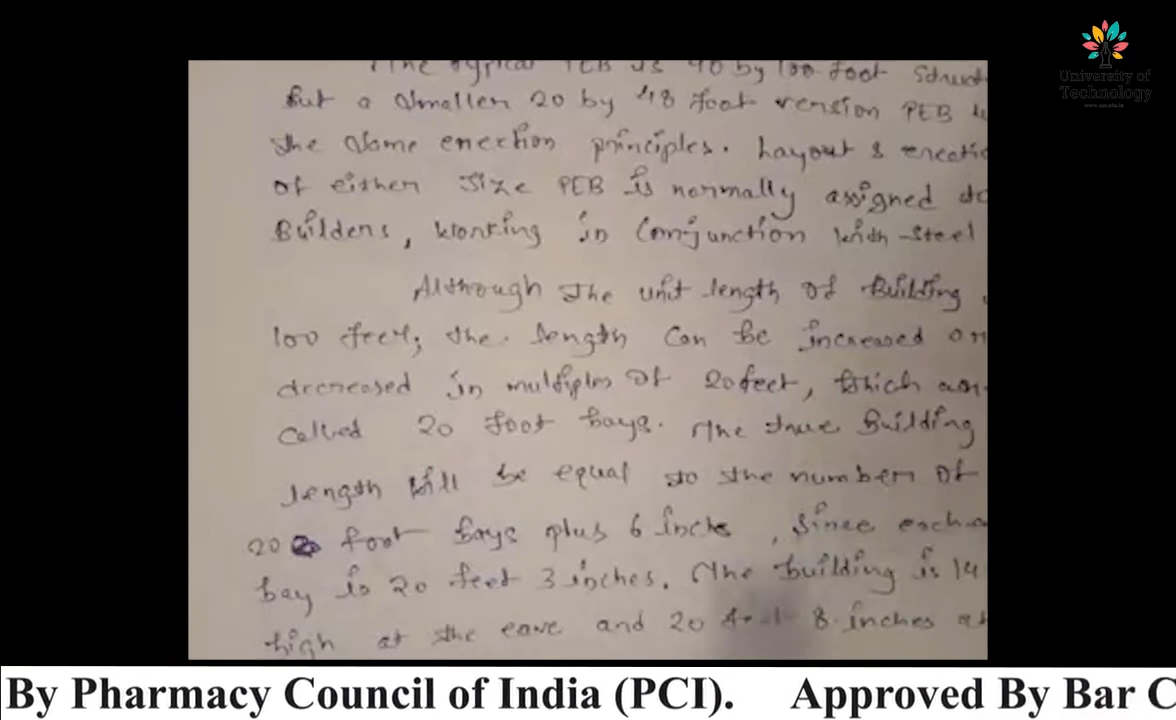 The typical PEB is 40 by 100 foot struct
But a smaller 20 by 48 foot version PEB
the same erection principles. Layout & erectio
of either size PEB is normally assigned to
Builders, working in Conjunction with steel
Although the unit length of Building
100 feet, the length can be increased or
decreased in multiples of 20 feet, which are
called 20 foot bays. The true Building
length will be equal to the number of
20 foot bays plus 6 inch, since each
bay is 20 feet 3 inches. The building is 14
high at the eave and 20 feet 8 inches at
University of
Technology
By Pharmacy Council of India (PCI). Approved By Bar C